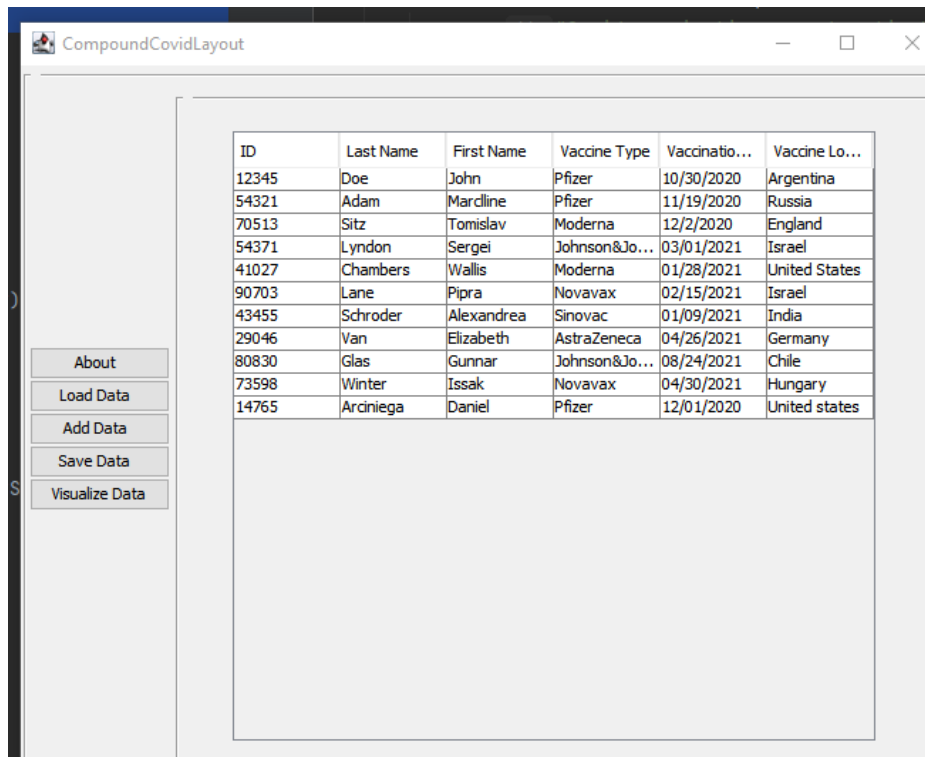 CompoundCovidLayout
ID Last Name First Name Vaccine Type Vaccinatio... Vaccine Lo...
12345 Doe John Pfizer 10/30/2020 Argentina
54321 Adam Marclline Pfizer 11/19/2020 Russia
70513 Sitz Tomislav Moderna 12/2/2020 England
54371 Lyndon Sergei Johnson&Jo... 03/01/2021 Israel
41027 Chambers Wallis Moderna 01/28/2021 United States
90703 Lane Pipra Novavax 02/15/2021 Israel
43455 Schroder Alexandrea Sinovac 01/09/2021 India
29046 Van Elizabeth AstraZeneca 04/26/2021 Germany
80830 Glas Gunnar Johnson&Jo... 08/24/2021 Chile
73598 Winter Issak Novavax 04/30/2021 Hungary
14765 Arciniega Daniel Pfizer 12/01/2020 United states
About
Load Data
Add Data
Save Data
Visualize Data